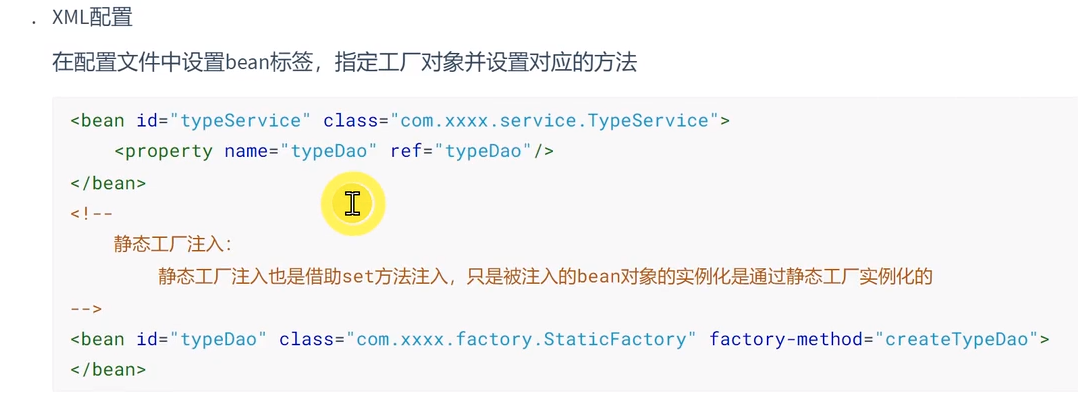 . XML配置
在配置文件中设置bean标签，指定工厂对象并设置对应的方法
<bean id="typeService" class="com.xxxx.service.TypeService">
    <property name="typeDao" ref="typeDao"/>
</bean>
<!--
    静态工厂注入：
        静态工厂注入也是借助set方法注入，只是被注入的bean对象的实例化是通过静态工厂实例化的
-->
<bean id="typeDao" class="com.xxxx.factory.StaticFactory" factory-method="createTypeDao">
</bean>